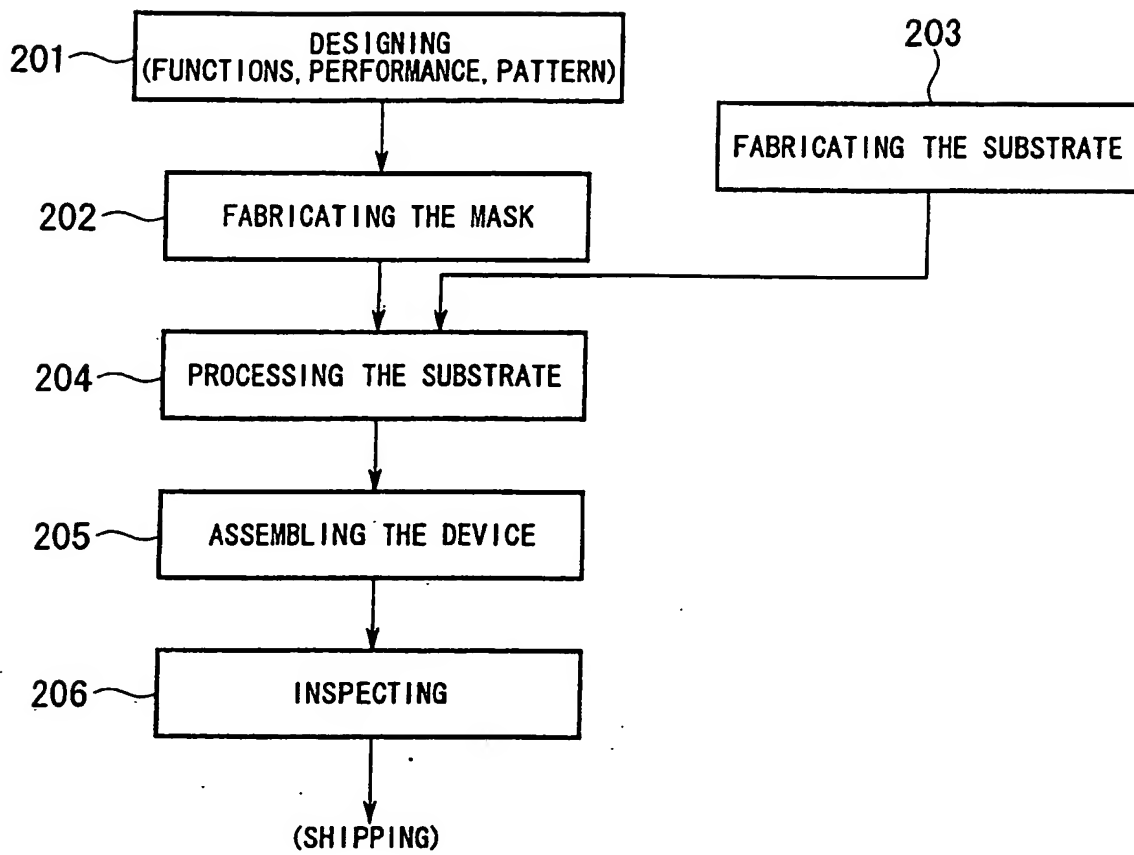 201
DESIGNING
(FUNCTIONS, PERFORMANCE, PATTERN)
203
FABRICATING THE SUBSTRATE
202
FABRICATING THE MASK
204
PROCESSING THE SUBSTRATE
205
ASSEMBLING THE DEVICE
206
INSPECTING
(SHIPPING)